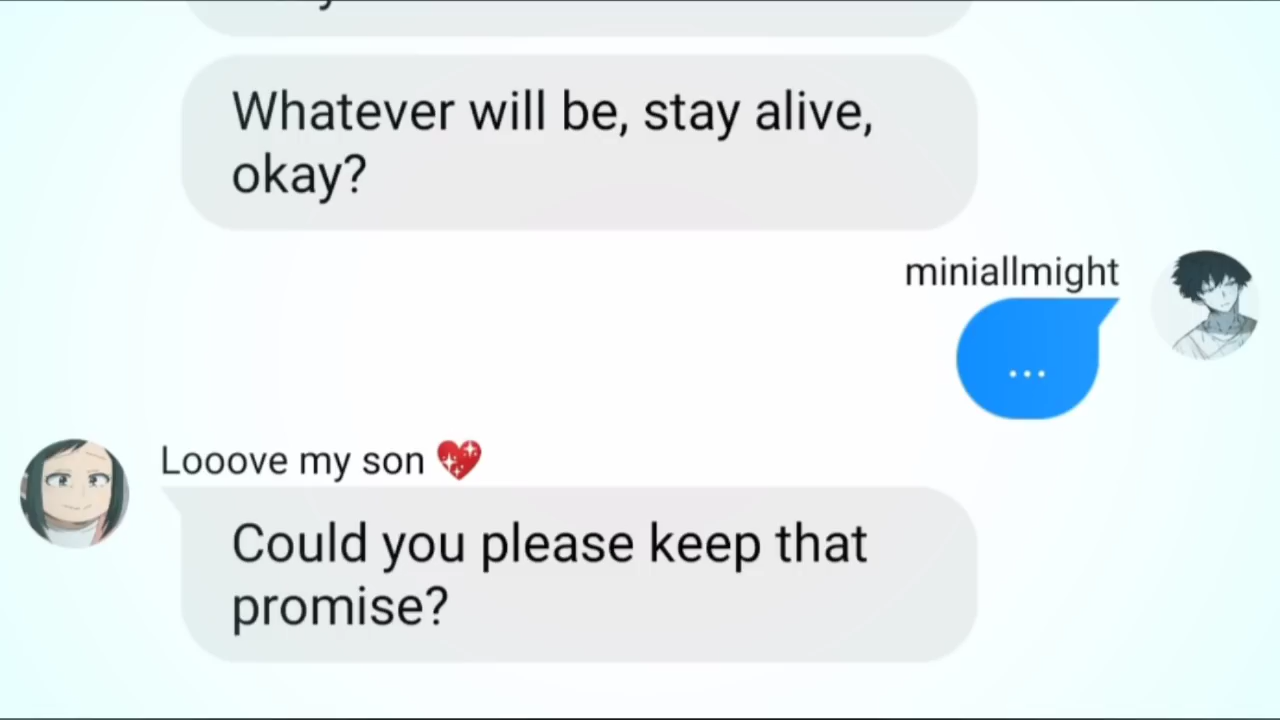 Whatever will be, stay alive,
okay?
miniallmight
...
Looove my son 💖
Could you please keep that
promise?